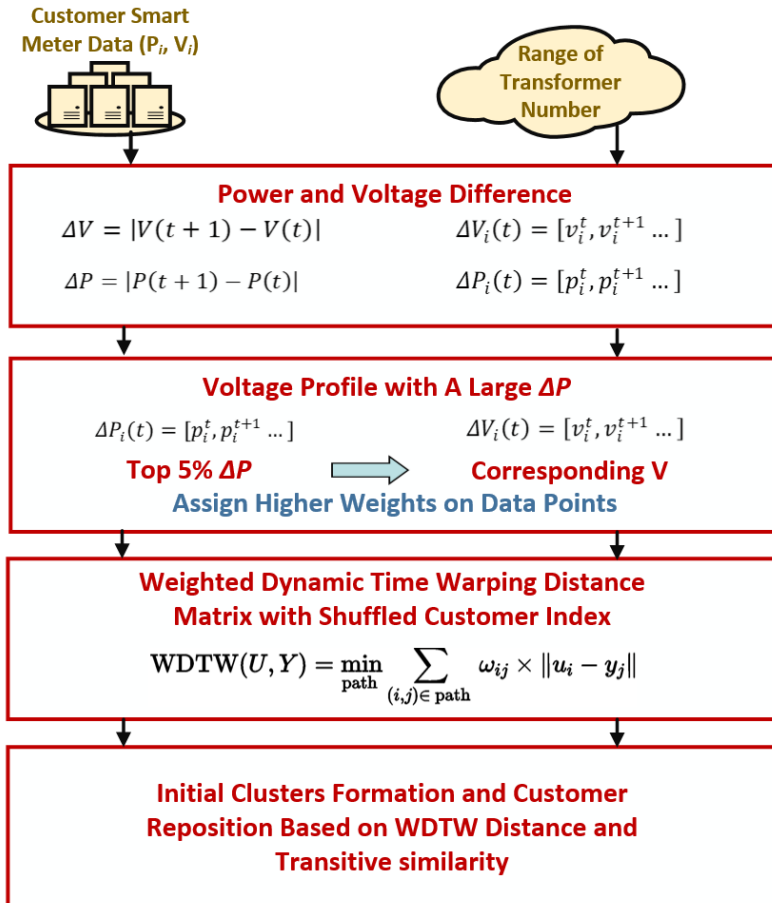 Customer Smart
Meter Data (Pᵢ, Vᵢ)
Range of
Transformer
Number
Power and Voltage Difference
ΔV = |V(t + 1) − V(t)|
ΔVᵢ(t) = [vᵢᵗ, vᵢᵗ⁺¹ … ]
ΔP = |P(t + 1) − P(t)|
ΔPᵢ(t) = [pᵢᵗ, pᵢᵗ⁺¹ … ]
Voltage Profile with A Large ΔP
ΔPᵢ(t) = [pᵢᵗ, pᵢᵗ⁺¹ … ]
ΔVᵢ(t) = [vᵢᵗ, vᵢᵗ⁺¹ … ]
Top 5% ΔP
Corresponding V
Assign Higher Weights on Data Points
Weighted Dynamic Time Warping Distance
Matrix with Shuffled Customer Index
WDTW(U, Y) = min path ∑ (i,j)∈ path ωᵢⱼ × ‖uᵢ − yⱼ‖
Initial Clusters Formation and Customer
Reposition Based on WDTW Distance and
Transitive similarity